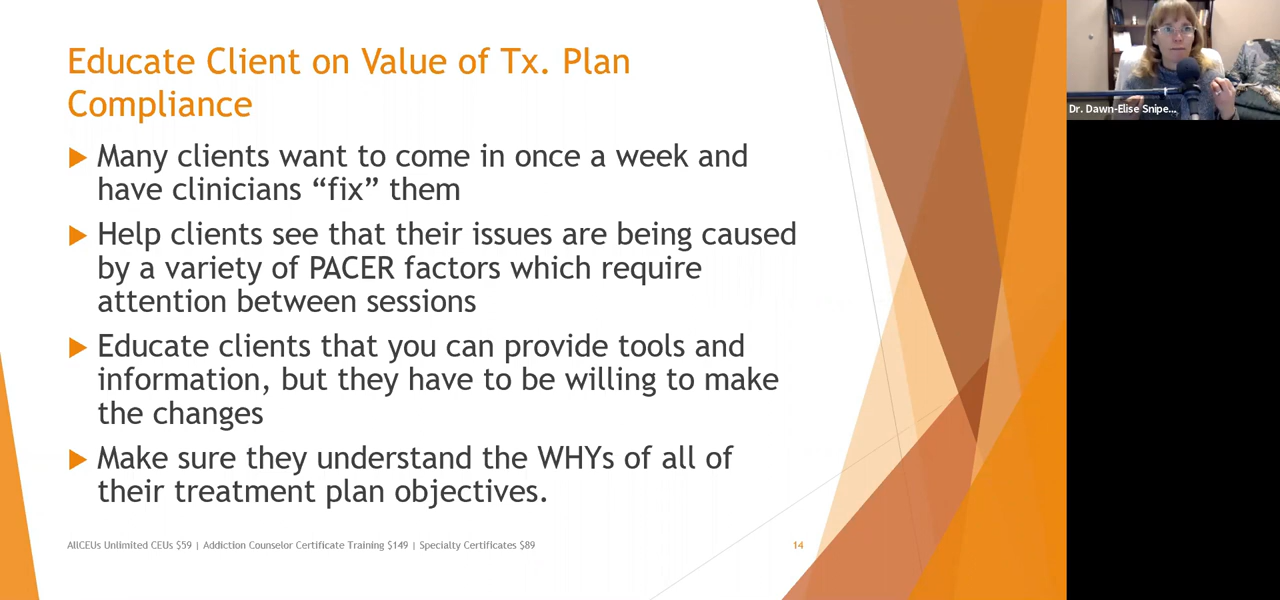 Educate Client on Value of Tx. Plan
Compliance
Many clients want to come in once a week and
have clinicians “fix” them
Help clients see that their issues are being caused
by a variety of PACER factors which require
attention between sessions
Educate clients that you can provide tools and
information, but they have to be willing to make
the changes
Make sure they understand the WHYs of all of
their treatment plan objectives.
AllCEUs Unlimited CEUs $59 | Addiction Counselor Certificate Training $149 | Specialty Certificates $89
14
Dr. Dawn-Elise Snipe...